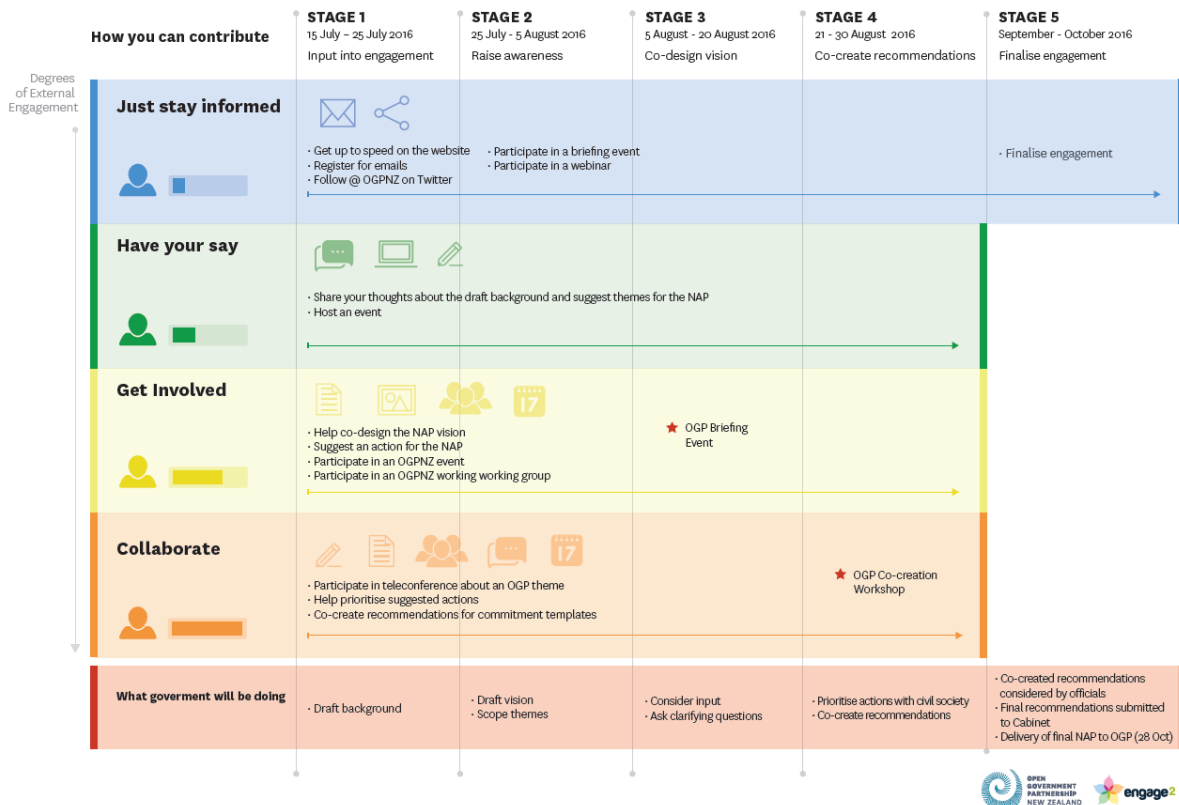 How you can contribute
STAGE 1
15 July – 25 July 2016
Input into engagement
STAGE 2
25 July - 5 August 2016
Raise awareness
STAGE 3
5 August - 20 August 2016
Co-design vision
STAGE 4
21 - 30 August 2016
Co-create recommendations
STAGE 5
September - October 2016
Finalise engagement
Degrees
of External
Engagement
Just stay informed
· Get up to speed on the website
· Register for emails
· Follow @ OGPNZ on Twitter
· Participate in a briefing event
· Participate in a webinar
· Finalise engagement
Have your say
· Share your thoughts about the draft background and suggest themes for the NAP
· Host an event
Get Involved
17
· Help co-design the NAP vision
· Suggest an action for the NAP
· Participate in an OGPNZ event
· Participate in an OGPNZ working working group
OGP Briefing
Event
Collaborate
17
· Participate in teleconference about an OGP theme
· Help prioritise suggested actions
· Co-create recommendations for commitment templates
OGP Co-creation
Workshop
What goverment will be doing
· Draft background
· Draft vision
· Scope themes
· Consider input
· Ask clarifying questions
· Prioritise actions with civil society
· Co-create recommendations
· Co-created recommendations
considered by officials
· Final recommendations submitted
to Cabinet
· Delivery of final NAP to OGP (28 Oct)
OPEN
GOVERNMENT
PARTNERSHIP
NEW ZEALAND
engage2